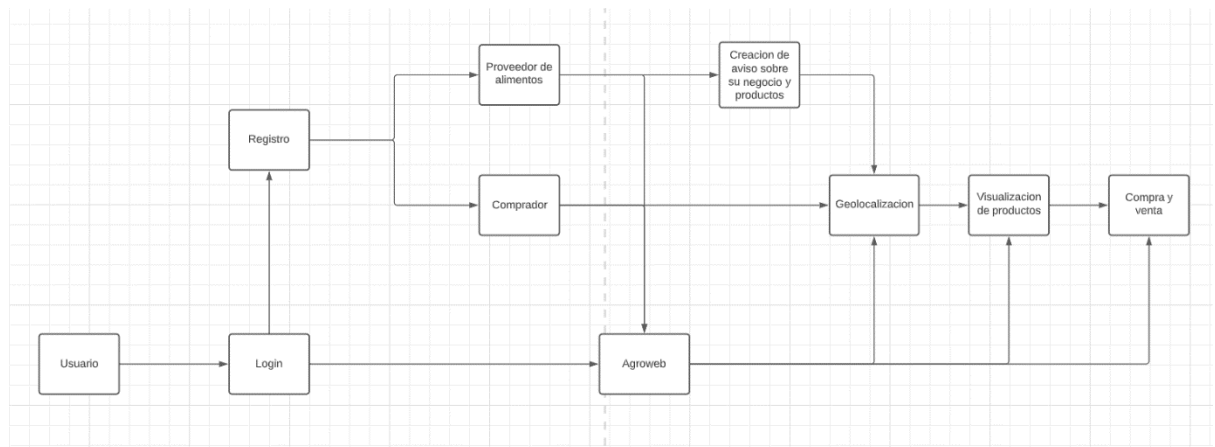 Proveedor de
alimentos
Creacion de
aviso sobre
su negocio y
productos
Registro
Comprador
Geolocalizacion
Visualizacion
de productos
Compra y
venta
Usuario
Login
Agroweb